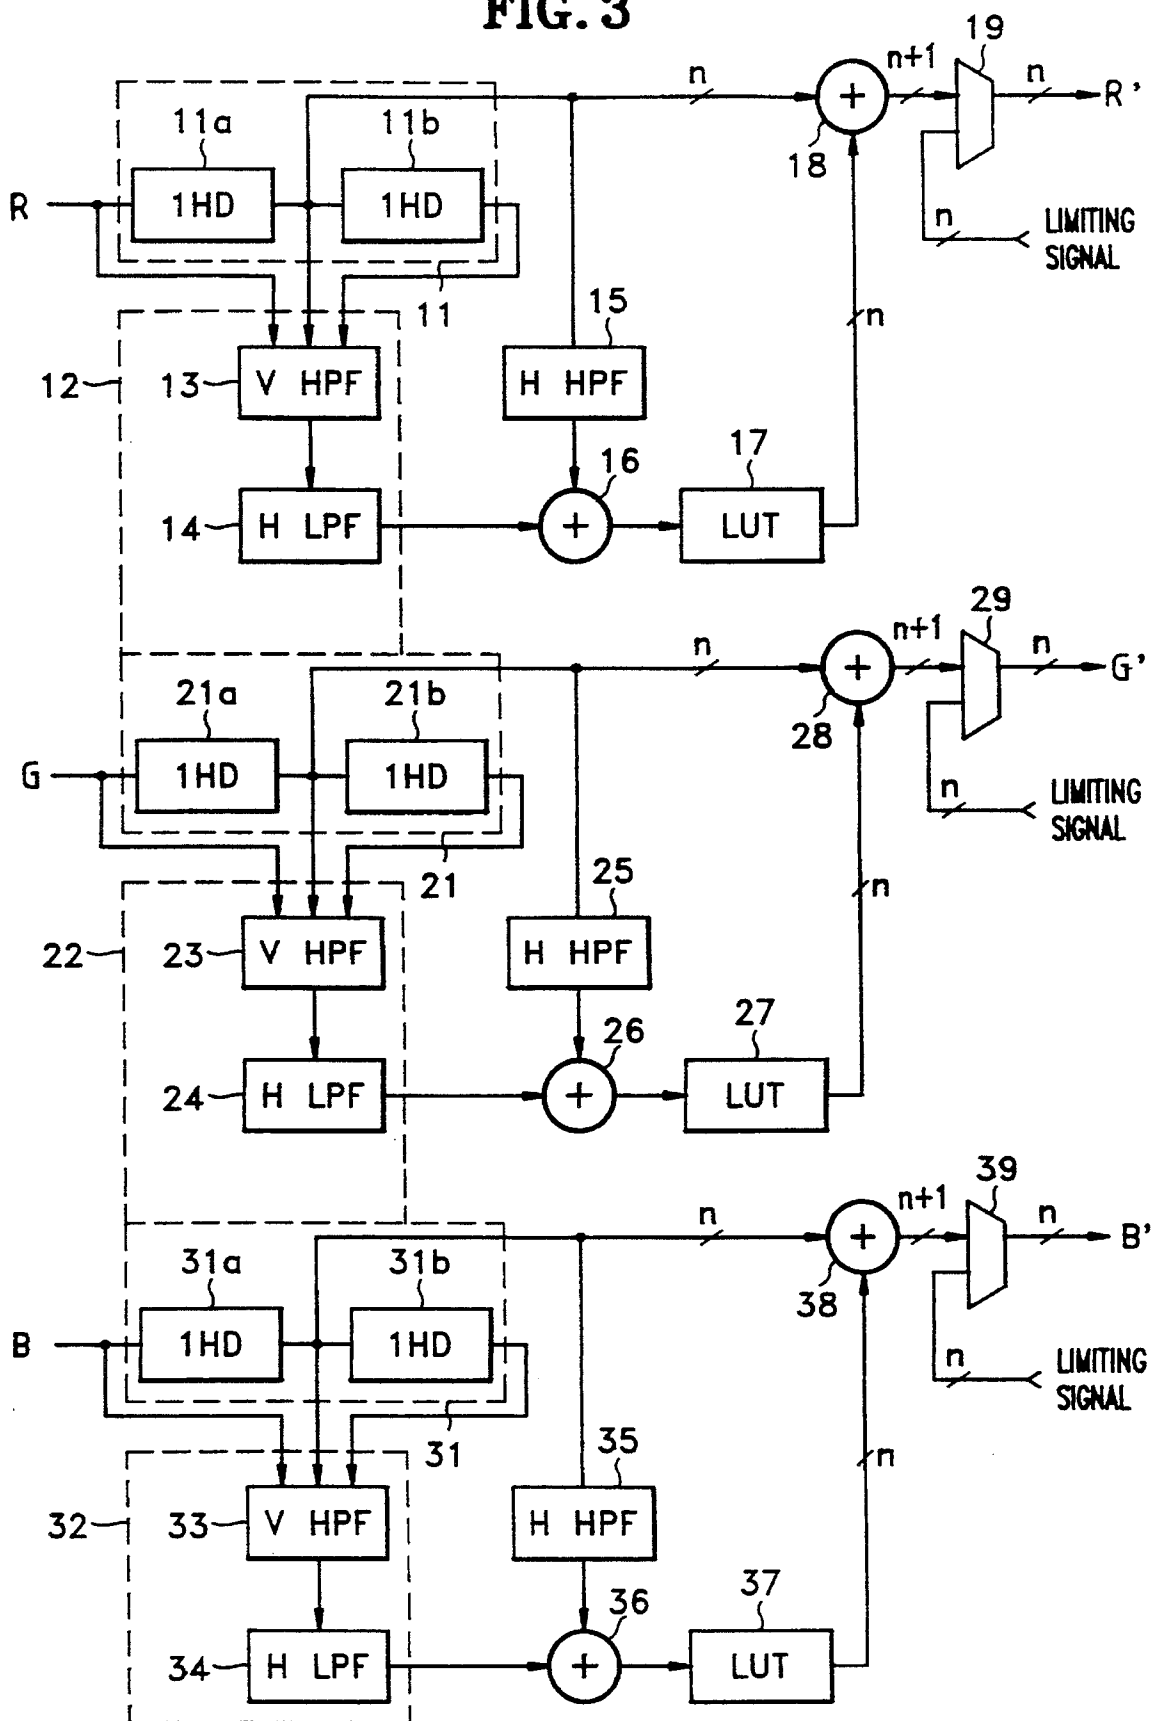 FIG. 3
19
n
n+1
n
R'
18
11a
11b
R
1HD
1HD
n
LIMITING
SIGNAL
11
15
n
12
13
V HPF
H HPF
16
17
14
H LPF
+
LUT
+
29
n
n+1
n
G'
+
28
21a
21b
G
1HD
1HD
n
LIMITING
SIGNAL
21
25
n
22
23
V HPF
H HPF
26
27
24
H LPF
+
LUT
39
n
n+1
n
B'
+
38
31a
31b
B
1HD
1HD
n
LIMITING
SIGNAL
31
35
n
32
33
V HPF
H HPF
36
37
34
H LPF
+
LUT